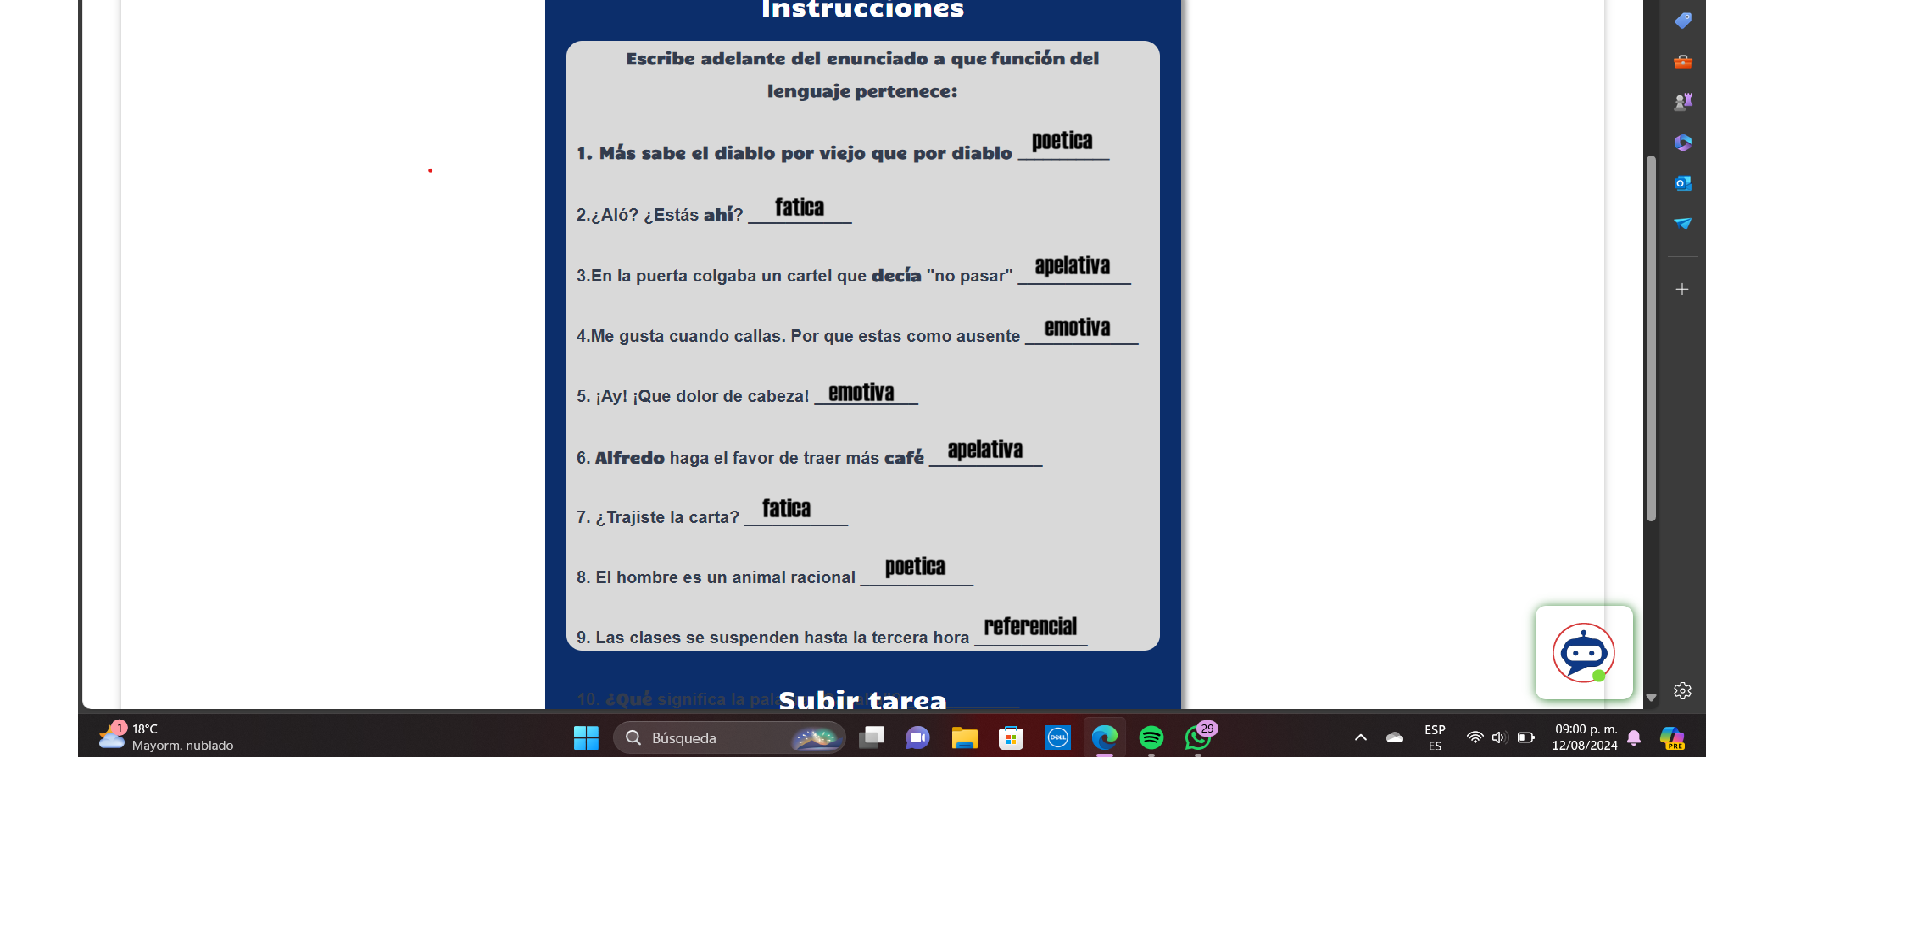 Instrucciones
Escribe adelante del enunciado a que función del
lenguaje pertenece:
1. Más sabe el diablo por viejo que por diablo poetica
2.¿Aló? ¿Estás ahí? fatica
3.En la puerta colgaba un cartel que decía "no pasar" apelativa
4.Me gusta cuando callas. Por que estas como ausente emotiva
5. ¡Ay! ¡Que dolor de cabeza! emotiva
6. Alfredo haga el favor de traer más café apelativa
7. ¿Trajiste la carta? fatica
8. El hombre es un animal racional poetica
9. Las clases se suspenden hasta la tercera hora referencial
10. ¿Qué significa la
Subir tarea
1
18°C
Mayorm. nublado
Búsqueda
DELL
29
ESP
ES
09:00 p. m.
12/08/2024
PRE